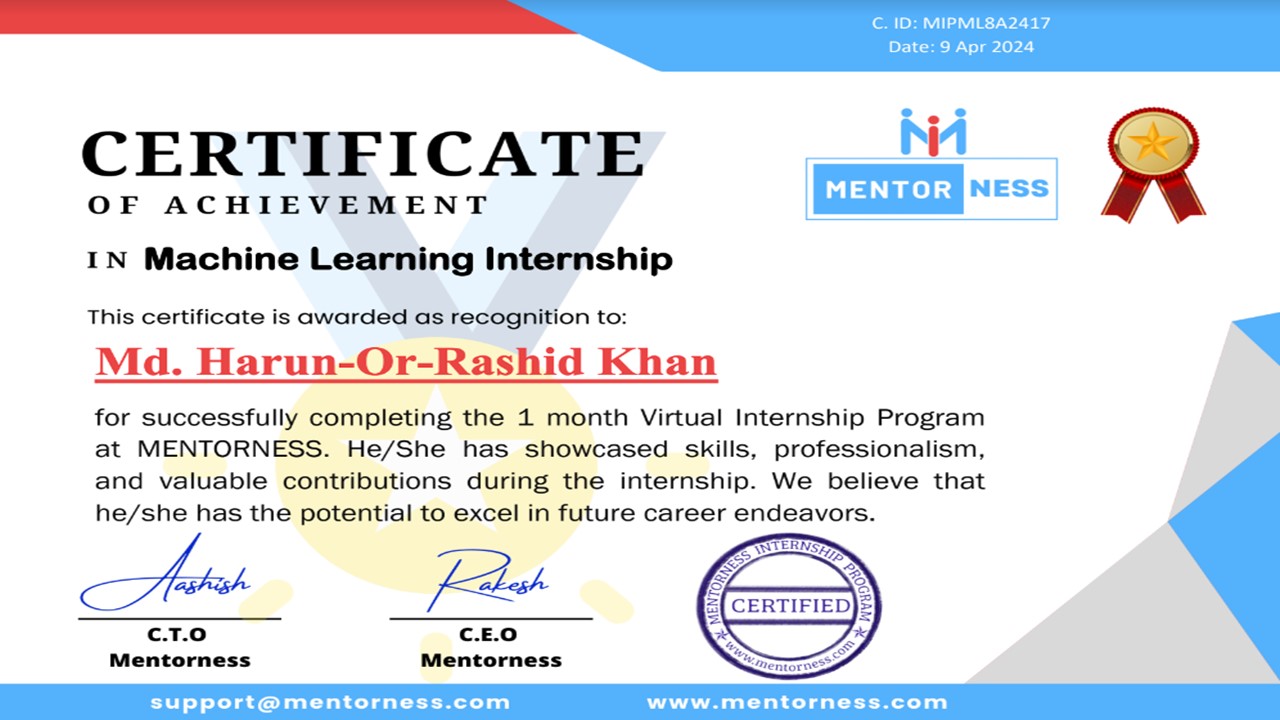 C. ID: MIPML8A2417
Date: 9 Apr 2024
MENTOR NESS
CERTIFICATE
OF ACHIEVEMENT
IN Machine Learning Internship
This certificate is awarded as recognition to:
Md. Harun-Or-Rashid Khan
for successfully completing the 1 month Virtual Internship Program
at MENTORNESS. He/She has showcased skills, professionalism,
and valuable contributions during the internship. We believe that
he/she has the potential to excel in future career endeavors.
Aashish
C.T.O
Mentorness
Rakesh
C.E.O
Mentorness
MENTORNESS INTERNSHIP PROGRAM
CERTIFIED
www.mentorness.com
support@mentorness.com
www.mentorness.com